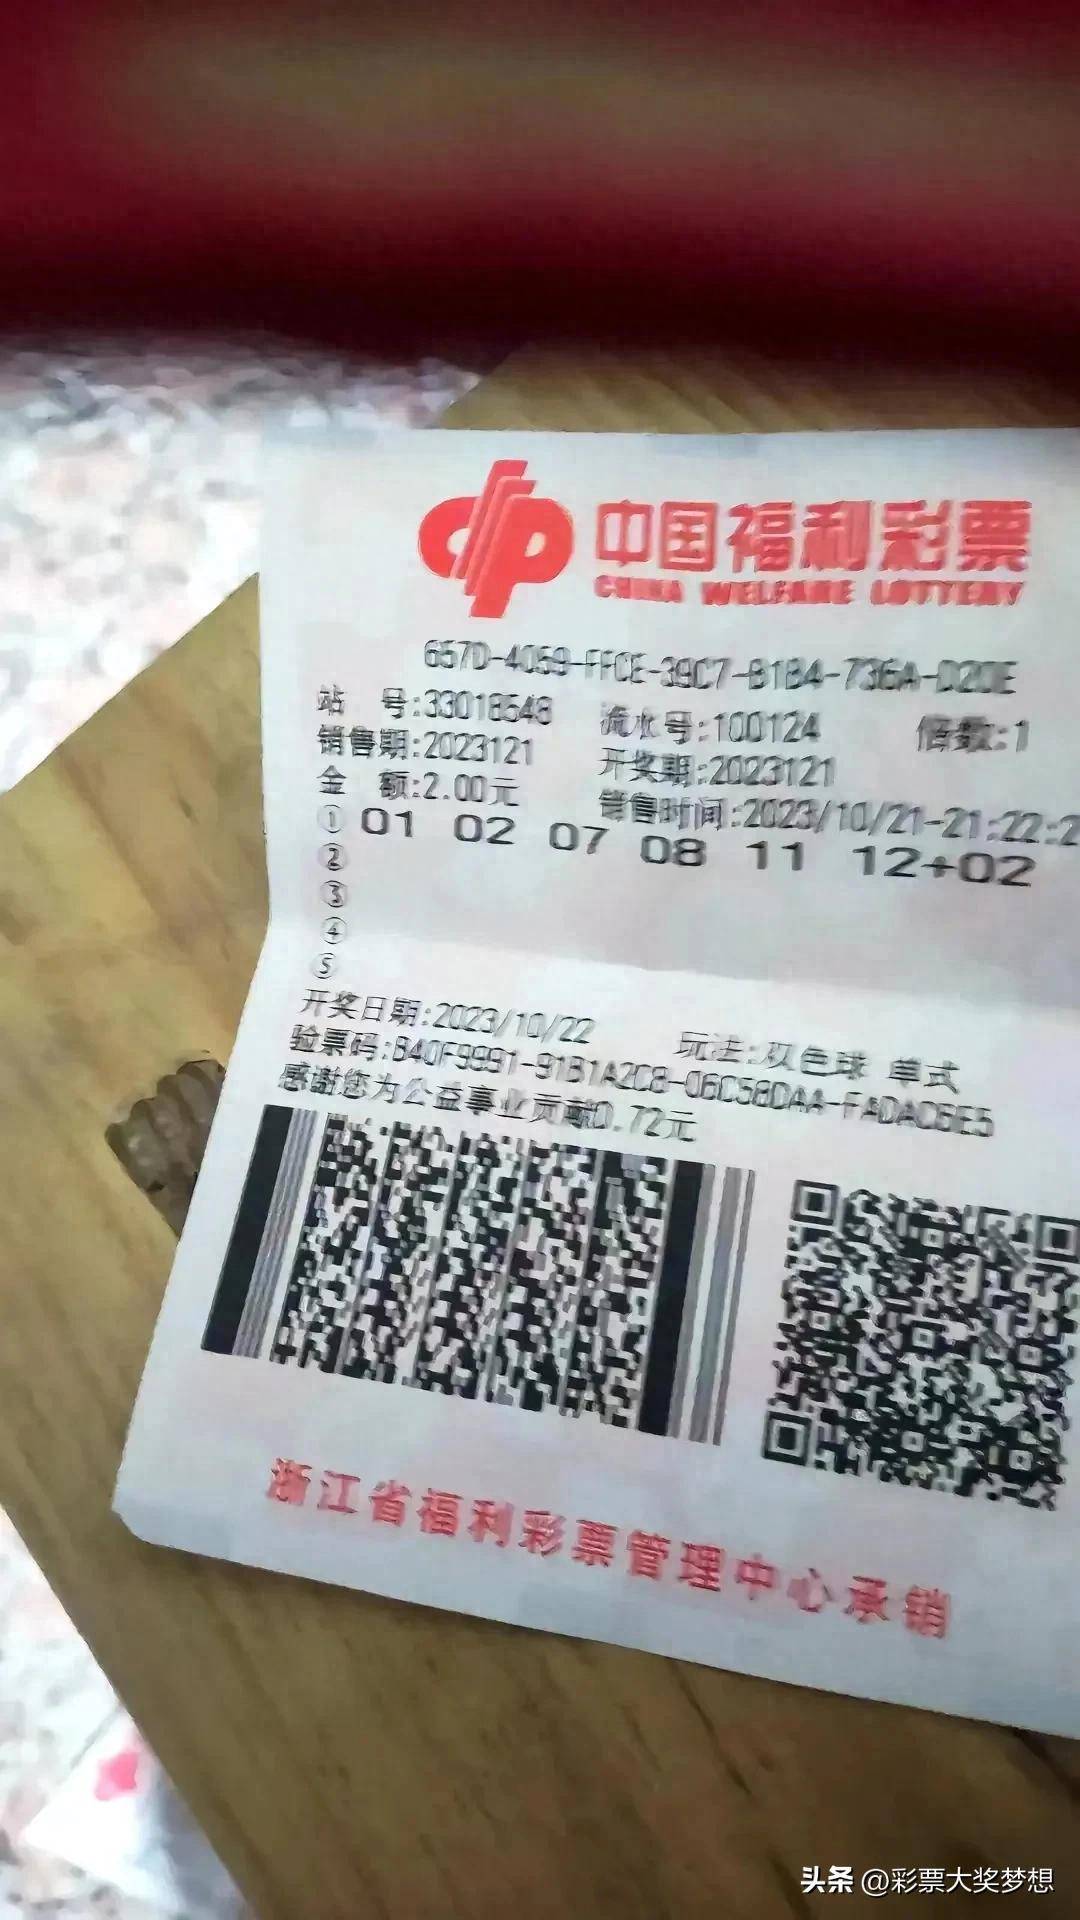 中国福利彩票
CHINA WELFARE LOTTERY
657D-4059-FFCE-39C7-B1B4-736A-D20E
站 号:33018548 流水号:100124 倍数:1
销售期:2023121 开奖期:2023121
金 额:2.00元 销售时间:2023/10/21-21:22:2
① 01 02 07 08 11 12+02
②
③
④
⑤
开奖日期:2023/10/22 玩法:双色球 单式
验票码:B40F9991-91B1A2C8-06C58DAA-FADAC6E5
感谢您为公益事业贡献0.72元
浙江省福利彩票管理中心承销
头条 @彩票大奖梦想